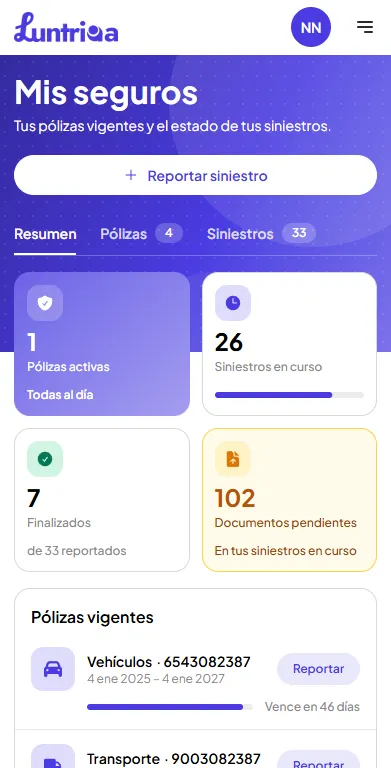 Luntria
NN
Mis seguros
Tus pólizas vigentes y el estado de tus siniestros.
+ Reportar siniestro
Resumen
Pólizas 4
Siniestros 33
1
Pólizas activas
Todas al día
26
Siniestros en curso
7
Finalizados
de 33 reportados
102
Documentos pendientes
En tus siniestros en curso
Pólizas vigentes
Vehículos · 6543082387
4 ene 2025 – 4 ene 2027
Reportar
Vence en 46 días
Transporte · 9003082387
Reportar